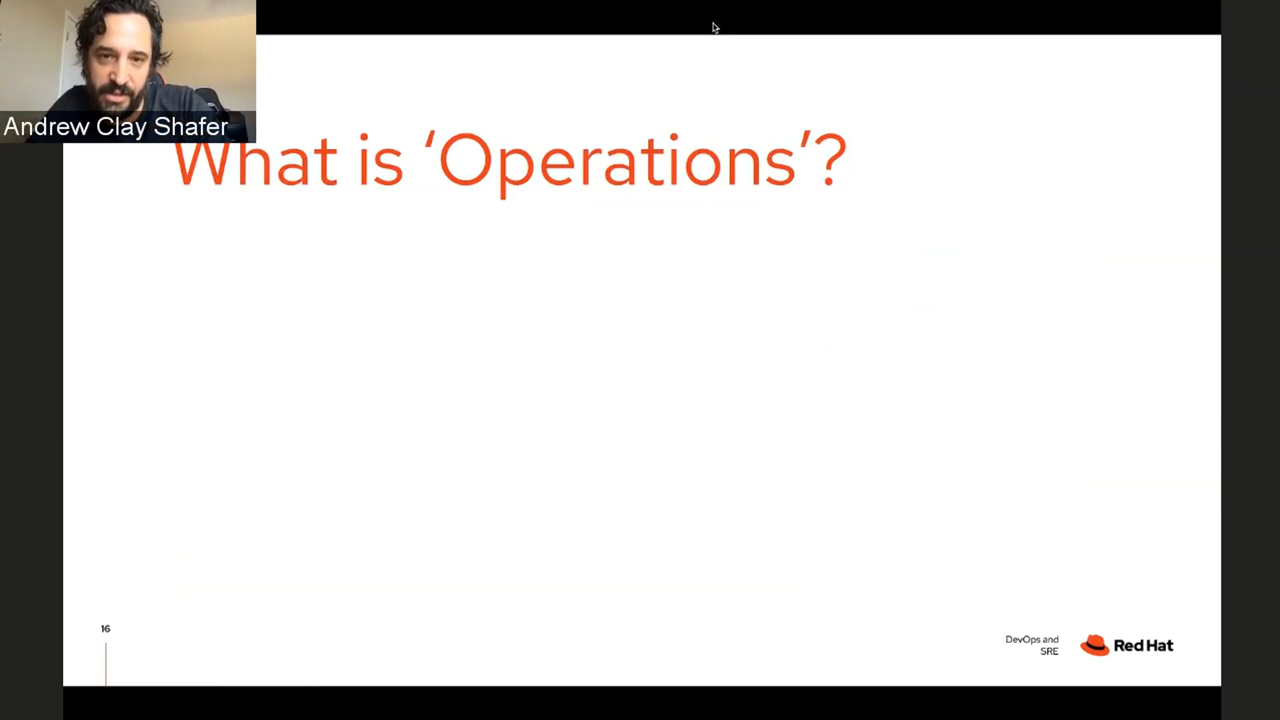 Andrew Clay Shafer
What is ‘Operations’?
16
DevOps and
SRE
Red Hat